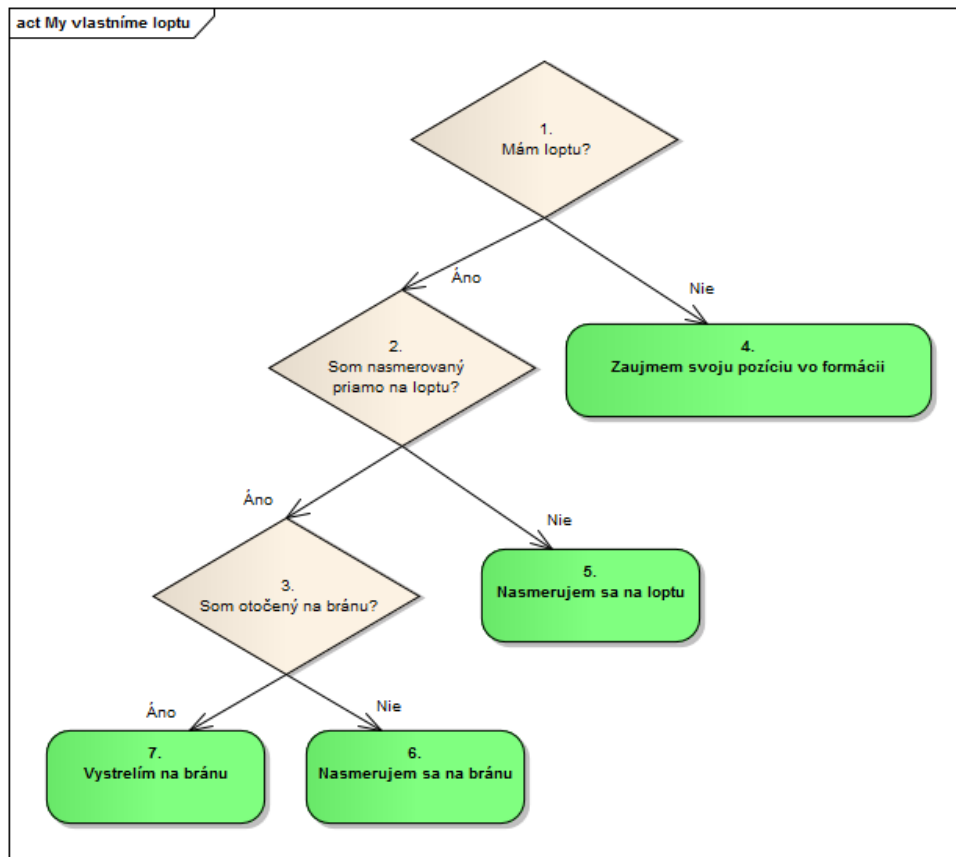 act My vlastníme loptu
1.
Mám loptu?
Áno
Nie
2.
Som nasmerovaný
priamo na loptu?
4.
Zaujmem svoju pozíciu vo formácii
Áno
Nie
3.
Som otočený na bránu?
5.
Nasmerujem sa na loptu
Áno
Nie
7.
Vystrelím na bránu
6.
Nasmerujem sa na bránu